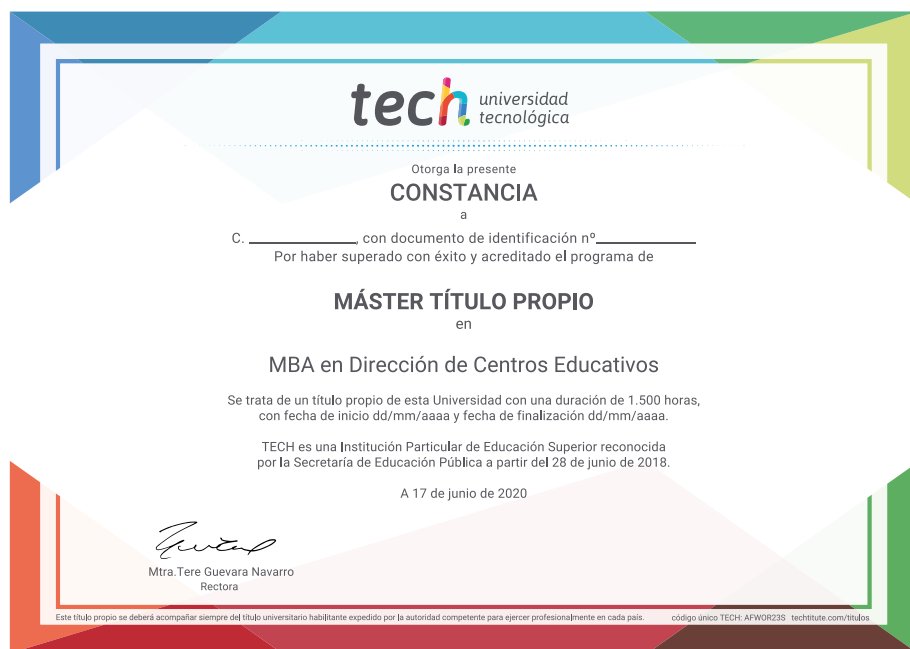 tech universidad
tecnológica
Otorga la presente
CONSTANCIA
a
C. ____________, con documento de identificación nº____________
Por haber superado con éxito y acreditado el programa de
MÁSTER TÍTULO PROPIO
en
MBA en Dirección de Centros Educativos
Se trata de un título propio de esta Universidad con una duración de 1.500 horas,
con fecha de inicio dd/mm/aaaa y fecha de finalización dd/mm/aaaa.
TECH es una Institución Particular de Educación Superior reconocida
por la Secretaría de Educación Pública a partir del 28 de junio de 2018.
A 17 de junio de 2020
Mtra.Tere Guevara Navarro
Rectora
Este título propio se deberá acompañar siempre del título universitario habilitante expedido por la autoridad competente para ejercer profesionalmente en cada país. código único TECH: AFWOR23S techtitute.com/titulos